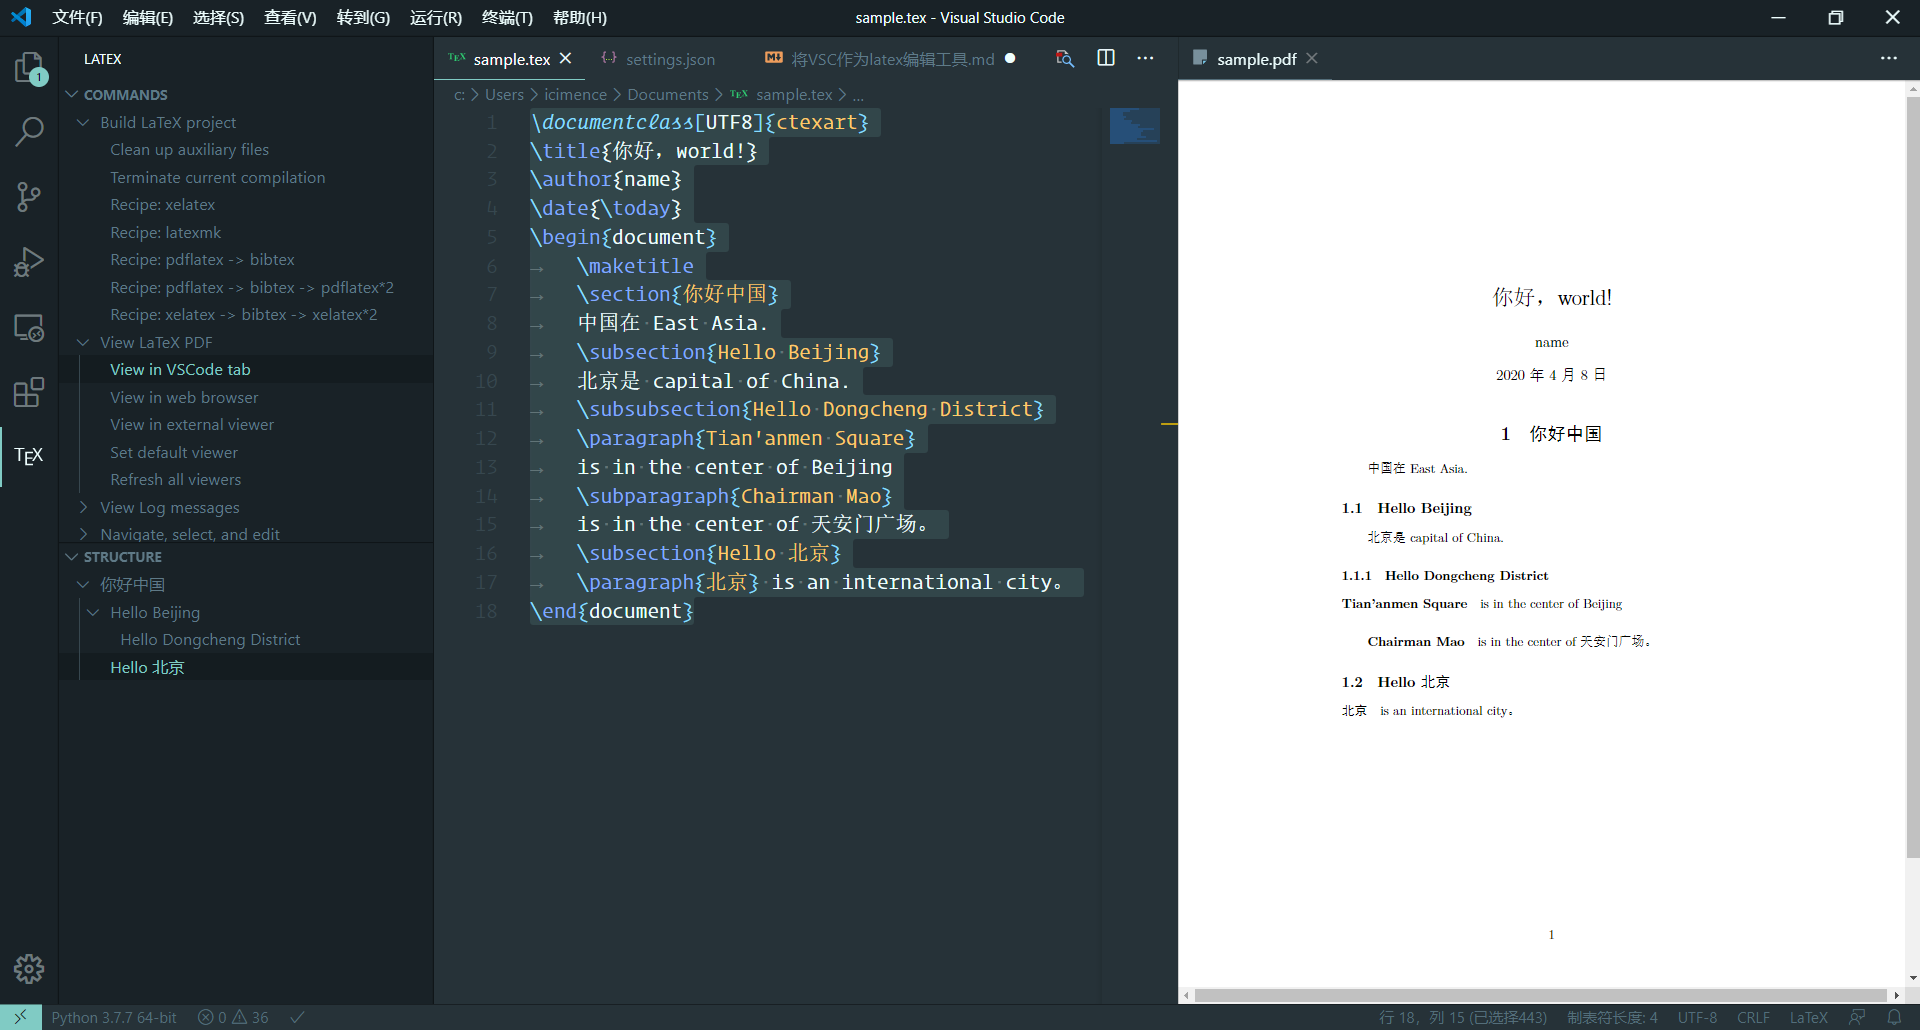 文件(F) 编辑(E) 选择(S) 查看(V) 转到(G) 运行(R) 终端(T) 帮助(H)
sample.tex - Visual Studio Code
1
TEX
LATEX
COMMANDS
Build LaTeX project
Clean up auxiliary files
Terminate current compilation
Recipe: xelatex
Recipe: latexmk
Recipe: pdflatex -> bibtex
Recipe: pdflatex -> bibtex -> pdflatex*2
Recipe: xelatex -> bibtex -> xelatex*2
View LaTeX PDF
View in VSCode tab
View in web browser
View in external viewer
Set default viewer
Refresh all viewers
View Log messages
Navigate, select, and edit
STRUCTURE
你好中国
Hello Beijing
Hello Dongcheng District
Hello 北京
TEX sample.tex
{} settings.json
M 将VSC作为latex编辑工具.md
c: > Users > icimence > Documents > TEX sample.tex > ...
1 \documentclass[UTF8]{ctexart}
2 \title{你好，world!}
3 \author{name}
4 \date{\today}
5 \begin{document}
6 → \maketitle
7 → \section{你好中国}
8 → 中国在·East·Asia.
9 → \subsection{Hello·Beijing}
10 → 北京是·capital·of·China.
11 → \subsubsection{Hello·Dongcheng·District}
12 → \paragraph{Tian'anmen·Square}
13 → is·in·the·center·of·Beijing
14 → \subparagraph{Chairman·Mao}
15 → is·in·the·center·of·天安门广场。
16 → \subsection{Hello·北京}
17 → \paragraph{北京}·is·an·international·city。
18 \end{document}
sample.pdf
你好，world!
name
2020 年 4 月 8 日
1 你好中国
中国在 East Asia.
1.1 Hello Beijing
北京是 capital of China.
1.1.1 Hello Dongcheng District
Tian’anmen Square is in the center of Beijing
Chairman Mao is in the center of 天安门广场。
1.2 Hello 北京
北京 is an international city。
1
Python 3.7.7 64-bit
0 36
行 18，列 15 (已选择443) 制表符长度: 4 UTF-8 CRLF LaTeX